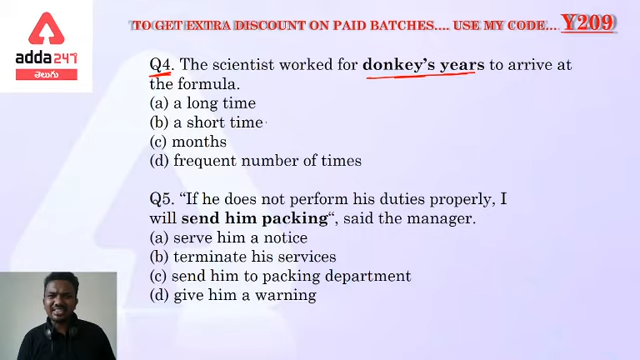 TO GET EXTRA DISCOUNT ON PAID BATCHES.... USE MY CODE... Y209
adda247
తెలుగు
Q4. The scientist worked for donkey's years to arrive at
the formula.
(a) a long time
(b) a short time
(c) months
(d) frequent number of times
Q5. “If he does not perform his duties properly, I
will send him packing“, said the manager.
(a) serve him a notice
(b) terminate his services
(c) send him to packing department
(d) give him a warning